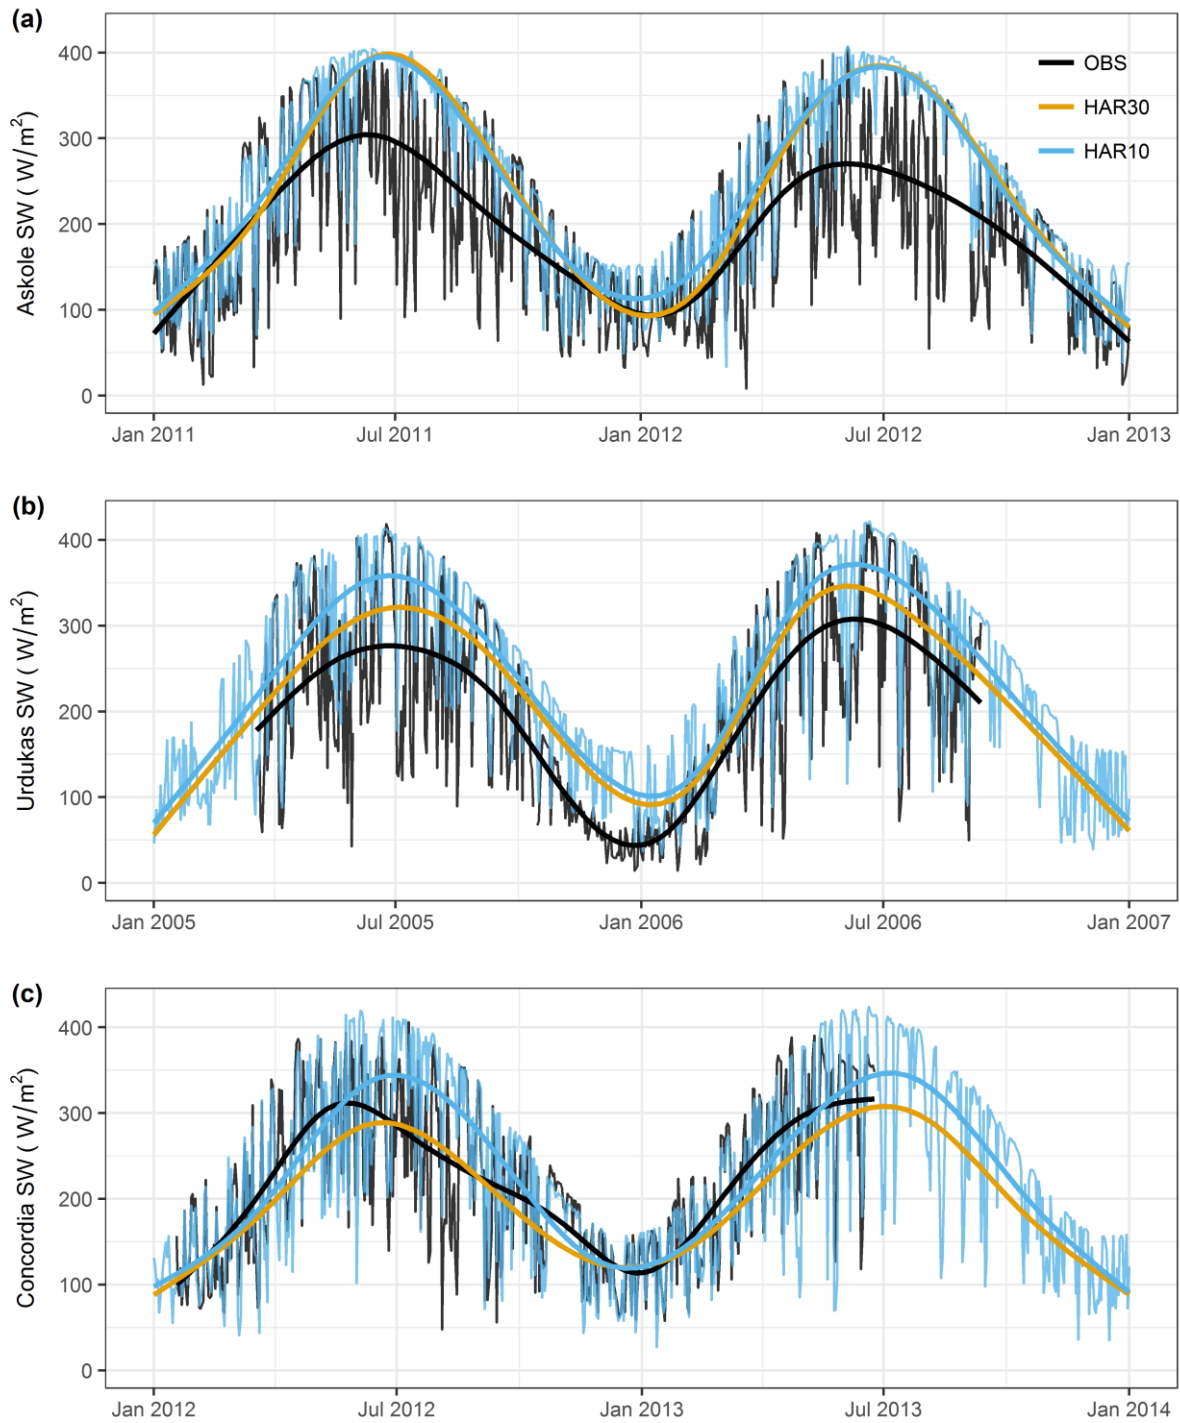 (a)
Askole SW ( W/m²)
400
300
200
100
0
OBS
HAR30
HAR10
Jan 2011 Jul 2011 Jan 2012 Jul 2012 Jan 2013
(b)
Urdukas SW ( W/m²)
400
300
200
100
0
Jan 2005 Jul 2005 Jan 2006 Jul 2006 Jan 2007
(c)
Concordia SW ( W/m²)
400
300
200
100
0
Jan 2012 Jul 2012 Jan 2013 Jul 2013 Jan 2014